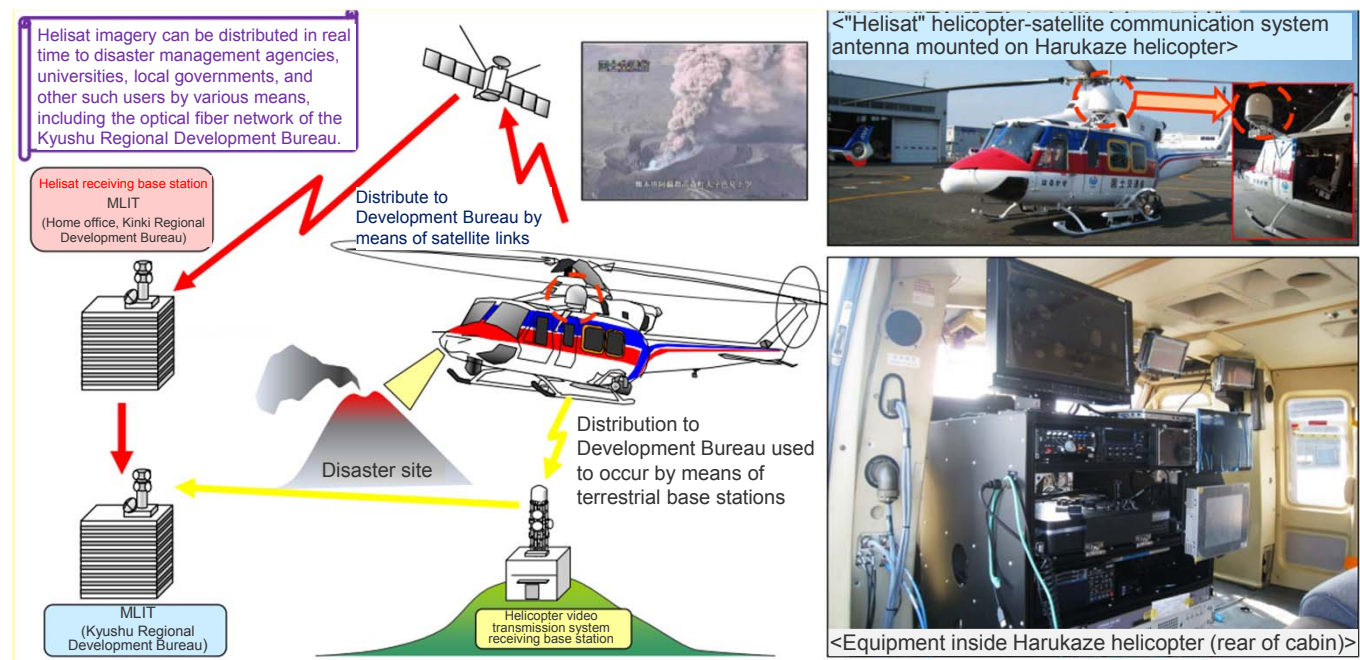 Helisat imagery can be distributed in real
time to disaster management agencies,
universities, local governments, and
other such users by various means,
including the optical fiber network of the
Kyushu Regional Development Bureau.
Helisat receiving base station
MLIT
(Home office, Kinki Regional
Development Bureau)
Distribute to
Development Bureau by
means of satellite links
Disaster site
Distribution to
Development Bureau used
to occur by means of
terrestrial base stations
MLIT
(Kyushu Regional
Development Bureau)
Helicopter video
transmission system
receiving base station
<"Helisat" helicopter-satellite communication system
antenna mounted on Harukaze helicopter>
国土交通省
<Equipment inside Harukaze helicopter (rear of cabin)>